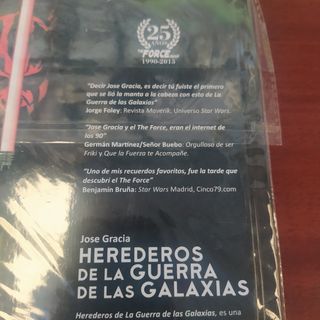 25
AÑOS
THE FORCE
1990-2015
"Decir Jose Gracia, es decir tú fuiste el primero
que se lió la manta a la cabeza con esto de La
Guerra de las Galaxias"
Jorge Foley: Revista Maverik. Universo Star Wars.
"Jose Gracia y el The Force, eran el internet de
los 90"
Germán Martínez/Señor Buebo: Orgulloso de ser
Friki y Que la Fuerza te Acompañe.
"Uno de mis recuerdos favoritos, fue la tarde que
descubrí el The Force"
Benjamín Bruña: Star Wars Madrid, Cinco79.com
Jose Gracia
HEREDEROS
DE LA GUERRA
DE LAS GALAXIAS
Herederos de La Guerra de las Galaxias, es una